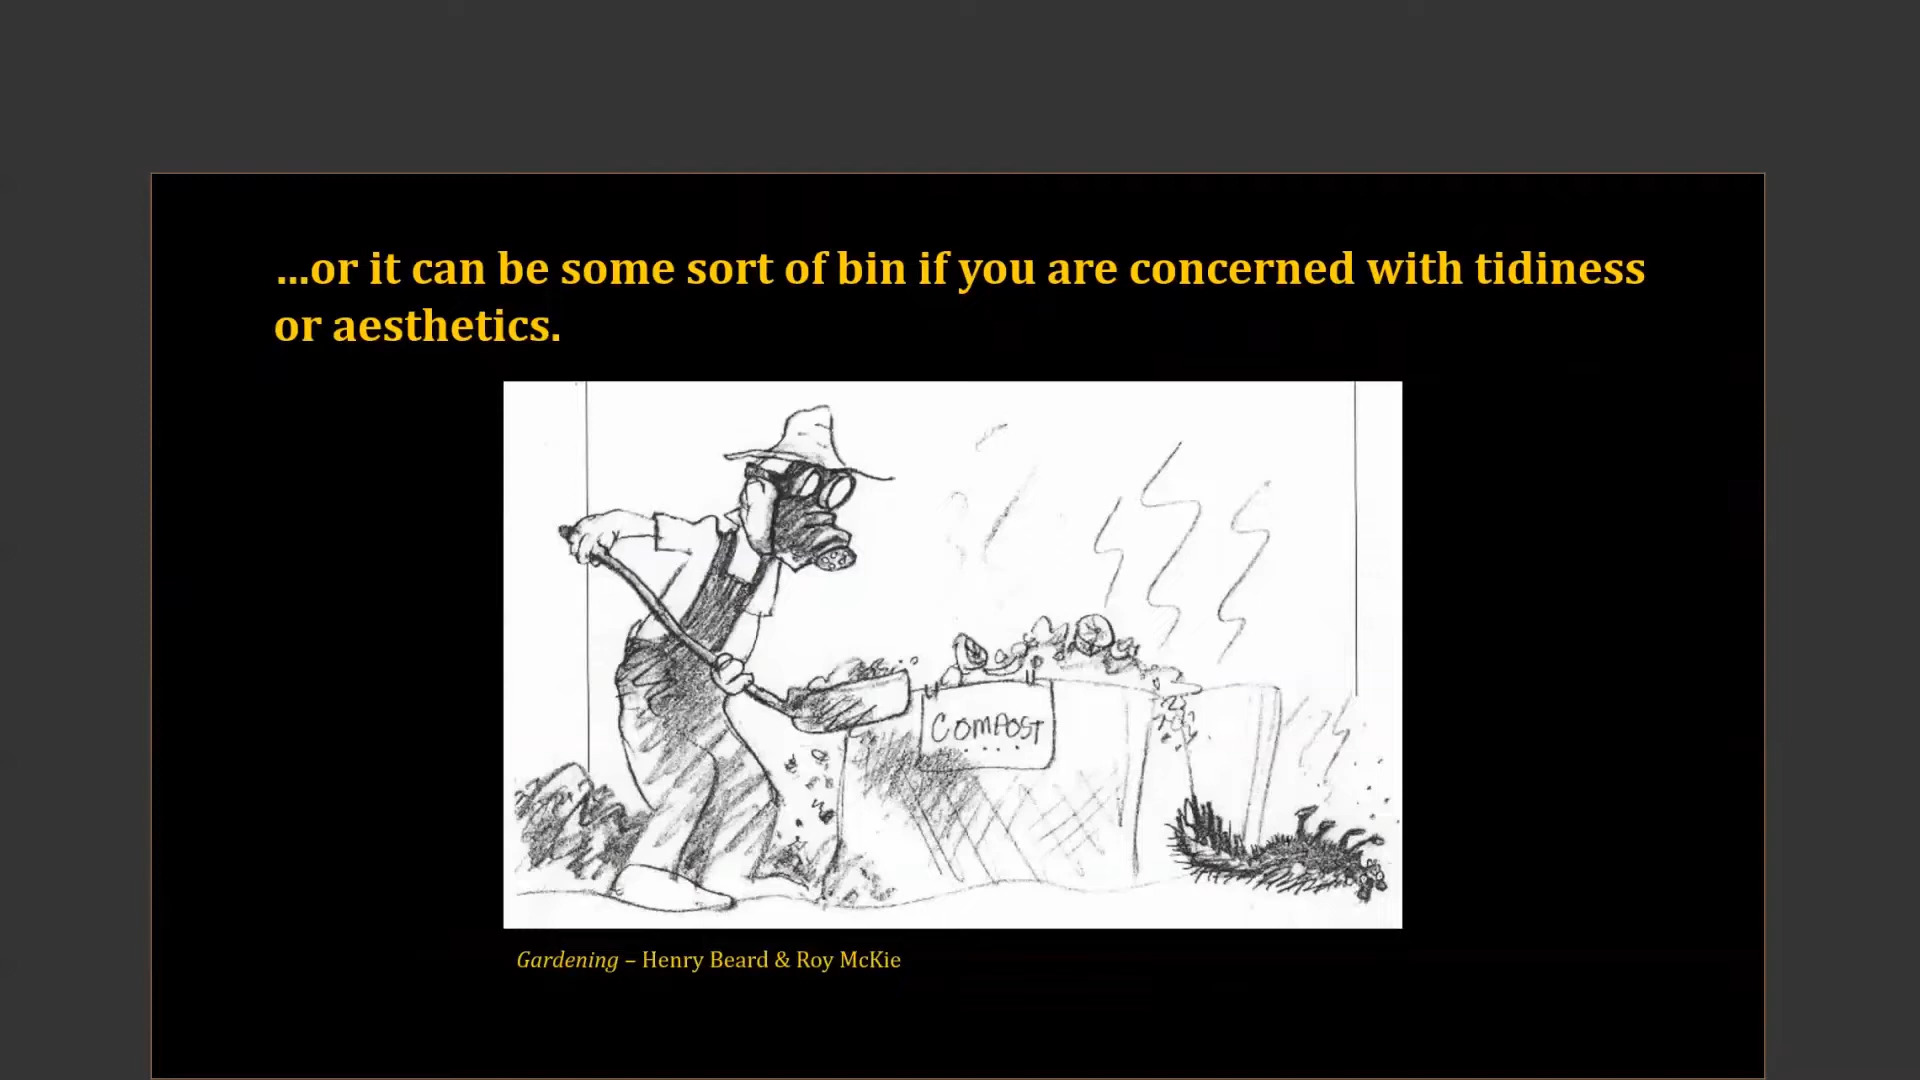 ...or it can be some sort of bin if you are concerned with tidiness
or aesthetics.
COMPOST
Gardening – Henry Beard & Roy McKie